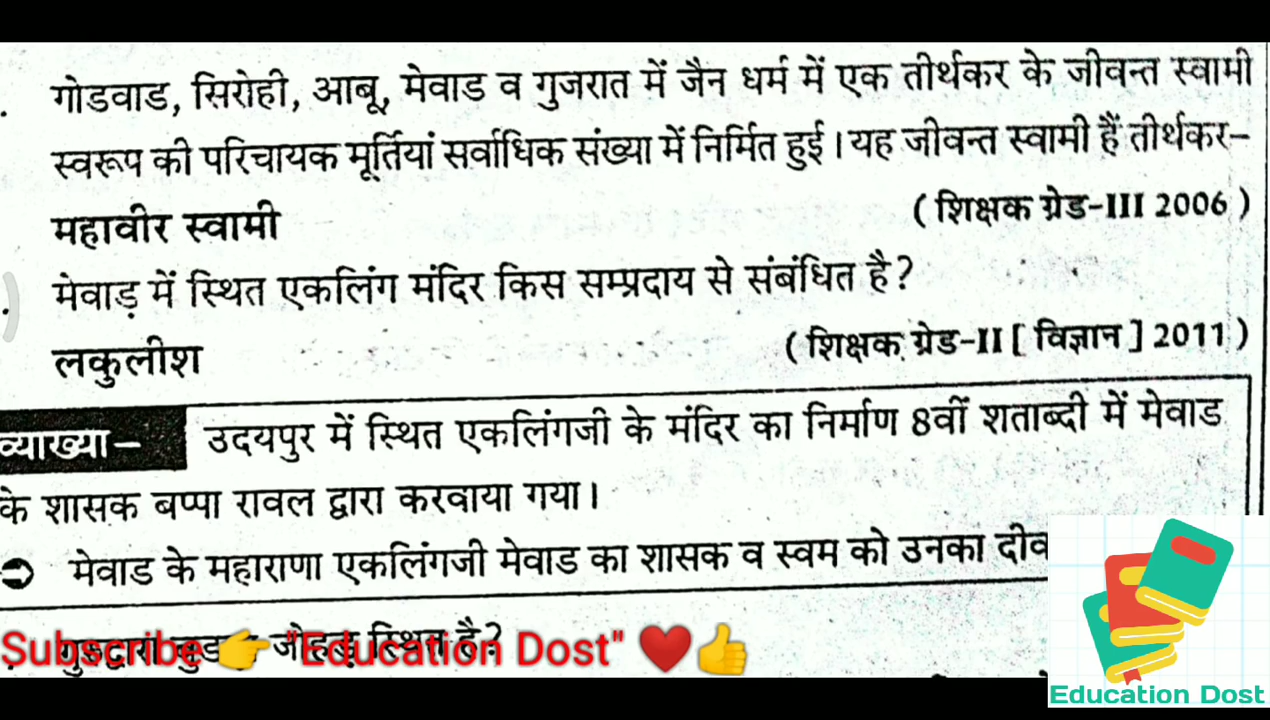 गोडवाड, सिरोही, आबू, मेवाड व गुजरात में जैन धर्म में एक तीर्थकर के जीवन्त स्वामी
स्वरूप की परिचायक मूर्तियां सर्वाधिक संख्या में निर्मित हुई। यह जीवन्त स्वामी हैं तीर्थकर–
महावीर स्वामी (शिक्षक ग्रेड-III 2006)
मेवाड़ में स्थित एकलिंग मंदिर किस सम्प्रदाय से संबंधित है?
लकुलीश (शिक्षक ग्रेड-II [विज्ञान] 2011)
व्याख्या– उदयपुर में स्थित एकलिंगजी के मंदिर का निर्माण 8वीं शताब्दी में मेवाड
के शासक बप्पा रावल द्वारा करवाया गया।
मेवाड के महाराणा एकलिंगजी मेवाड का शासक व स्वम को उनका
स्थित है?
Subscribe 👉 "Education Dost" ❤️👍
Education Dost